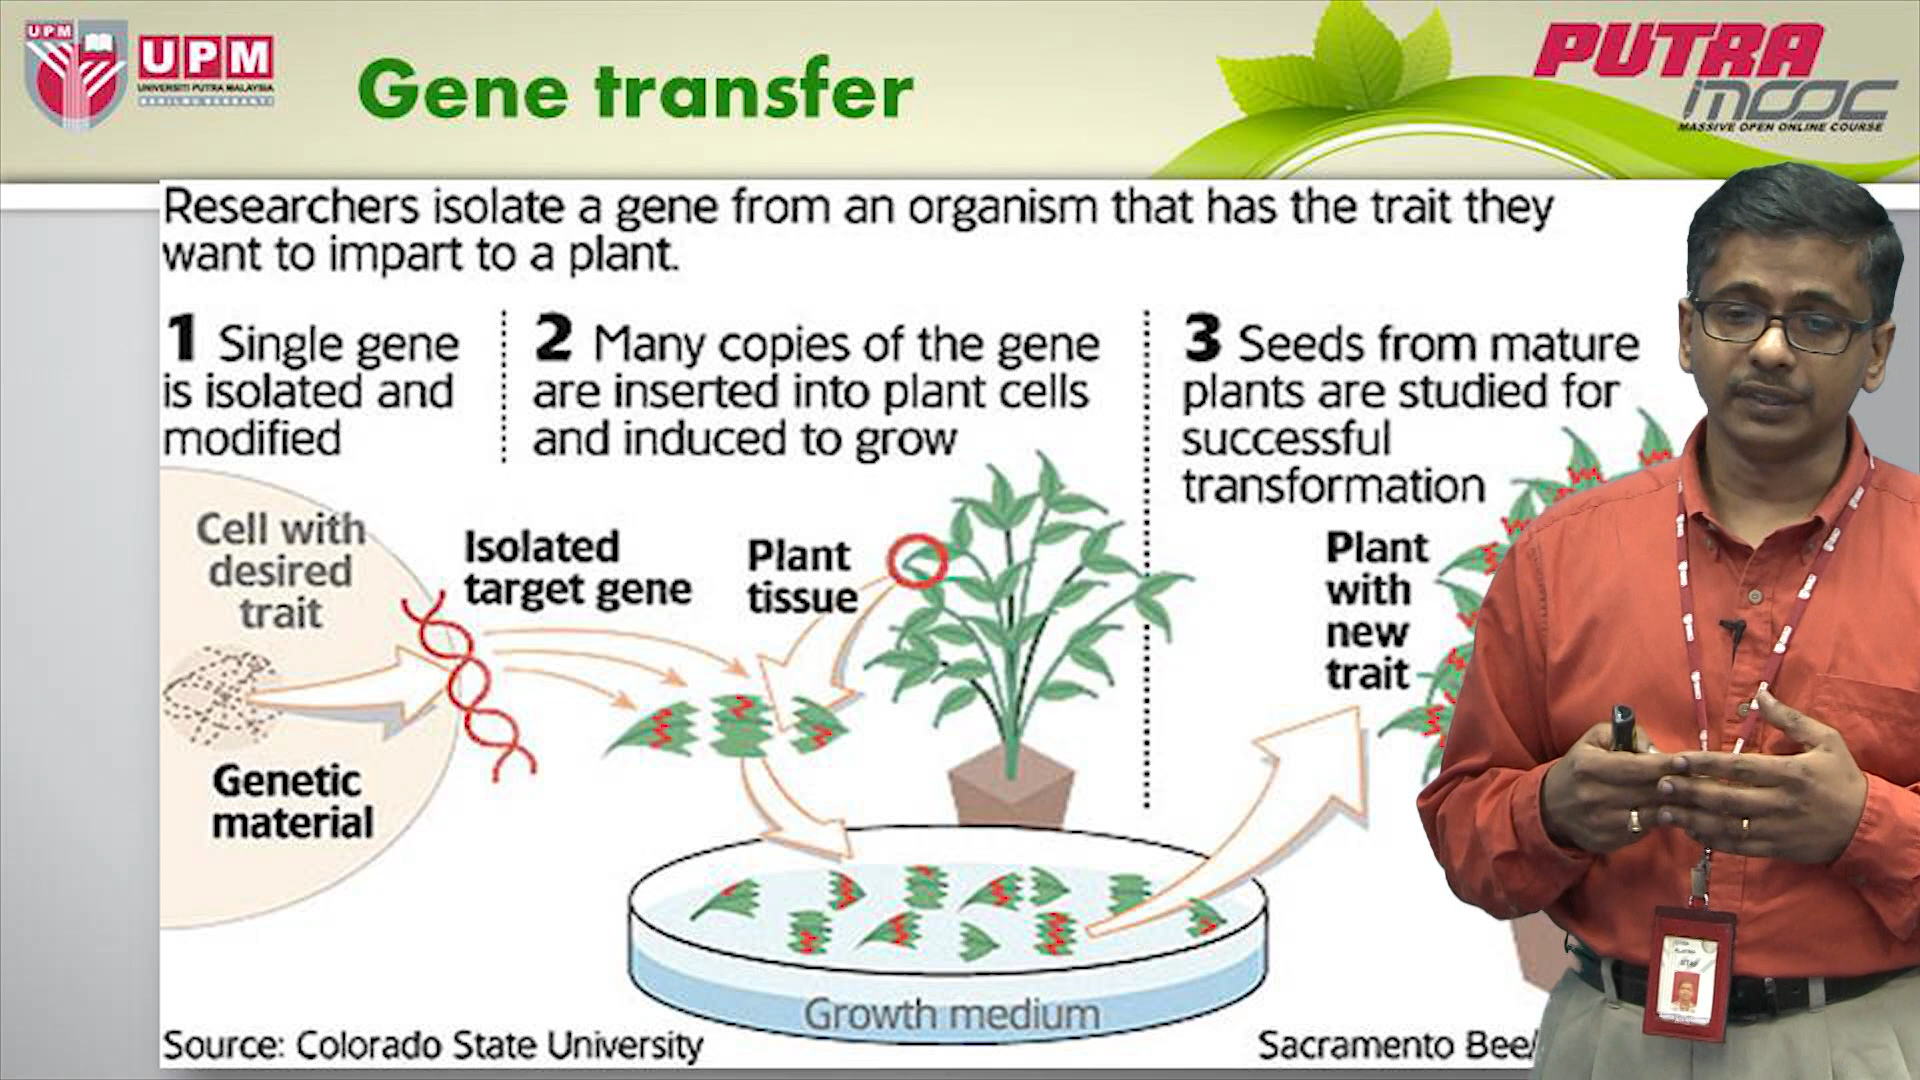 UPM
UPM
UNIVERSITI PUTRA MALAYSIA
BERILMU BERBAKTI
Gene transfer
PUTRA
mooc
MASSIVE OPEN ONLINE COURSE
Researchers isolate a gene from an organism that has the trait they
want to impart to a plant.
1 Single gene
is isolated and
modified
2 Many copies of the gene
are inserted into plant cells
and induced to grow
3 Seeds from mature
plants are studied for
successful
transformation
Cell with
desired
trait
Isolated
target gene
Plant
tissue
Plant
with
new
trait
Genetic
material
Growth medium
Source: Colorado State University
Sacramento Bee/